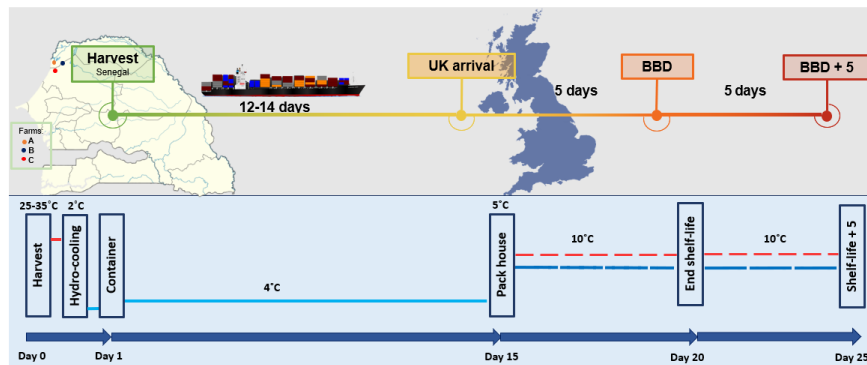 Harvest
Senegal
UK arrival
BBD
BBD + 5
12-14 days
5 days
5 days
Farms:
A
B
C
25-35˚C
2˚C
5˚C
Harvest
Hydro-cooling
Container
4˚C
Pack house
10˚C
End shelf-life
10˚C
Shelf-life + 5
Day 0
Day 1
Day 15
Day 20
Day 25